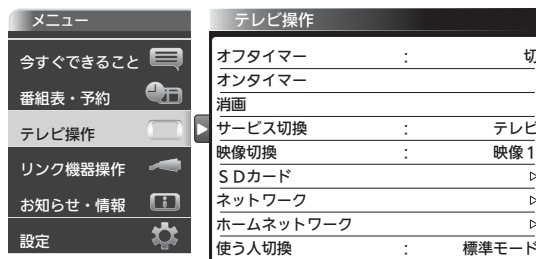 メニュー
今すぐできること
番組表・予約
テレビ操作
リンク機器操作
お知らせ・情報
設定
テレビ操作
オフタイマー : 切
オンタイマー
消画
サービス切換 : テレビ
映像切換 : 映像1
SDカード
ネットワーク
ホームネットワーク
使う人切換 : 標準モード